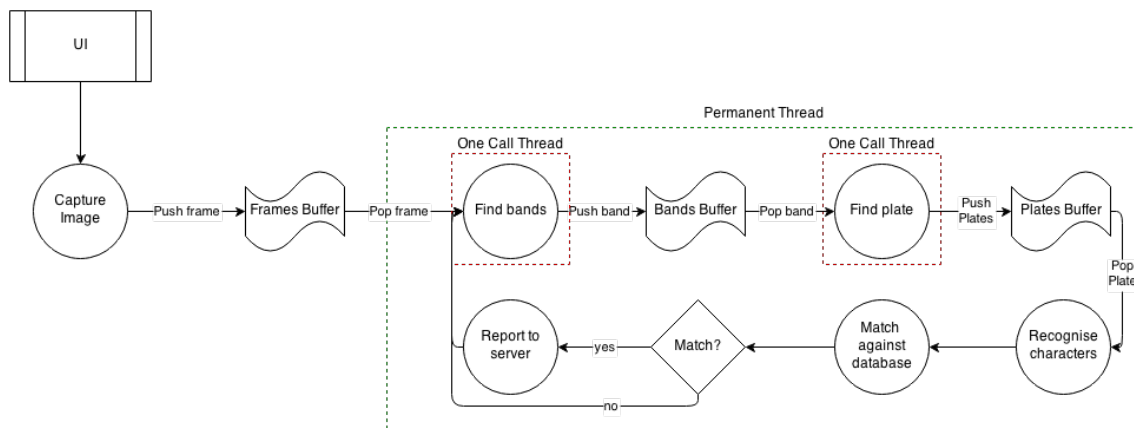 UI
Permanent Thread
One Call Thread
One Call Thread
Capture
Image
Push frame
Frames Buffer
Pop frame
Find bands
Push band
Bands Buffer
Pop band
Find plate
Push
Plates
Plates Buffer
Pop
Plate
Report to
server
yes
Match?
Match
against
database
Recognise
characters
no